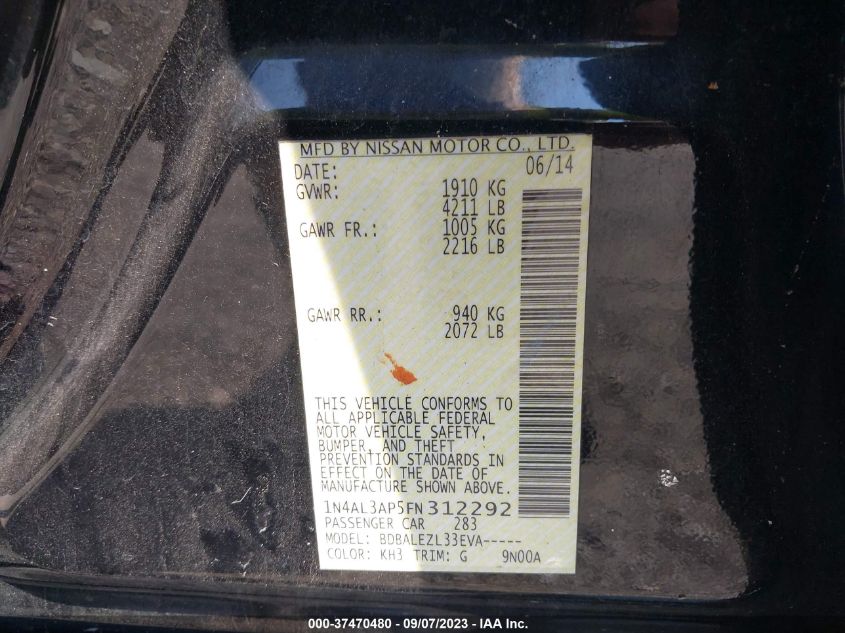 MFD BY NISSAN MOTOR CO., LTD.
DATE: 06/14
GVWR: 1910 KG
4211 LB
GAWR FR.: 1005 KG
2216 LB
GAWR RR.: 940 KG
2072 LB
THIS VEHICLE CONFORMS TO
ALL APPLICABLE FEDERAL
MOTOR VEHICLE SAFETY,
BUMPER, AND THEFT
PREVENTION STANDARDS IN
EFFECT ON THE DATE OF
MANUFACTURE SHOWN ABOVE.
1N4AL3AP5FN312292
PASSENGER CAR 283
MODEL: BDBALEZL33EVA-----
COLOR: KH3 TRIM: G 9N00A
000-37470480 - 09/07/2023 - IAA Inc.